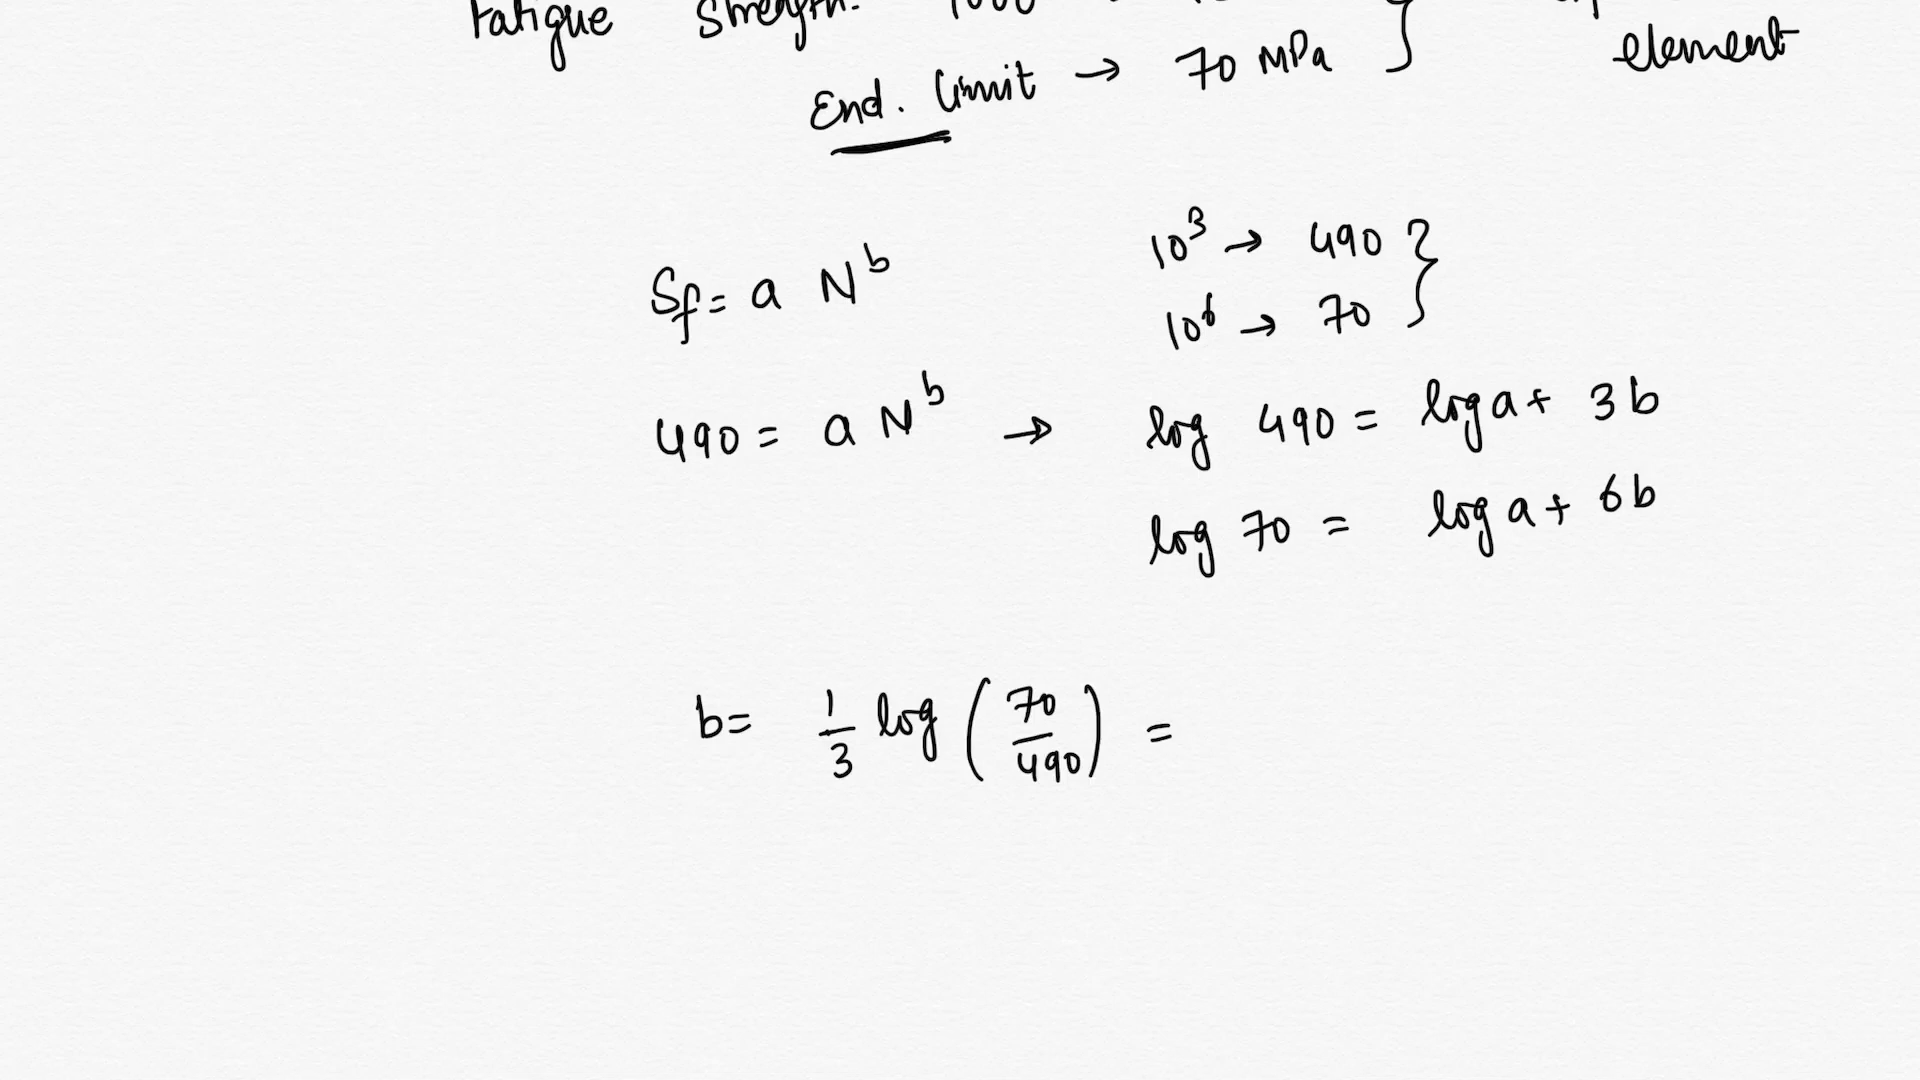 Fatigue Strength.
End. limit → 70 MPa } element
Sf = a N^b
10^3 → 490 }
10^6 → 70
490 = a N^b → log 490 = log a + 3b
log 70 = log a + 6b
b = 1/3 log (70/490) =